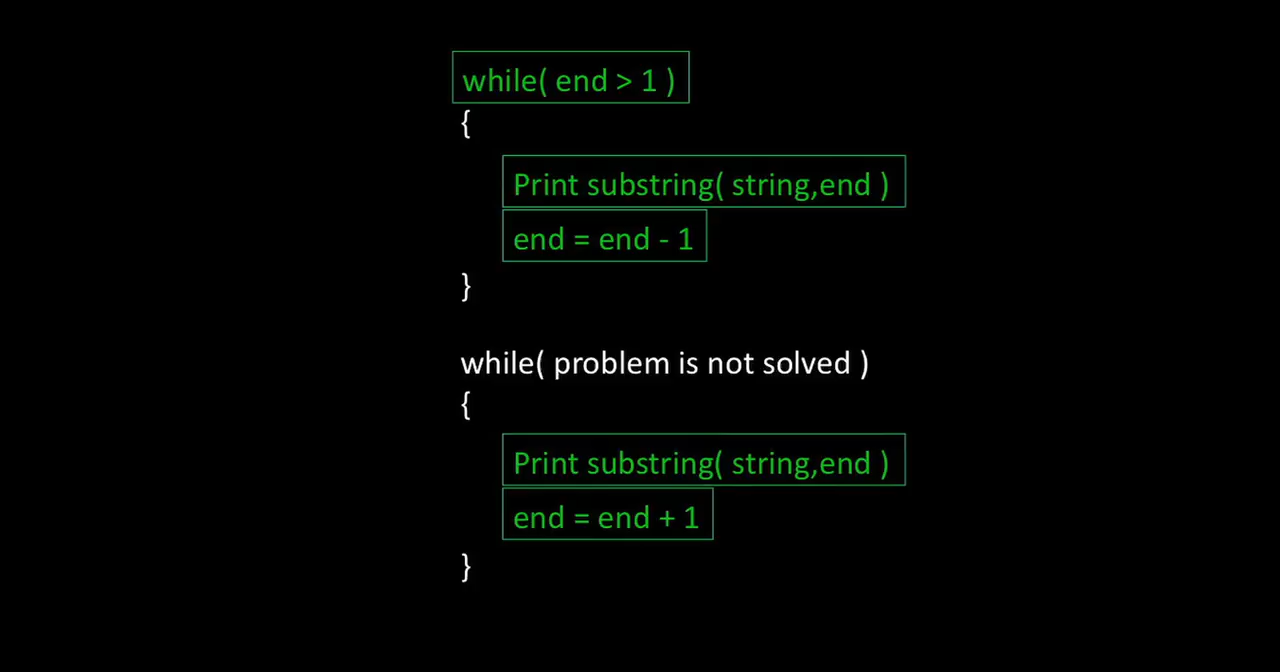 while( end > 1 )
{
Print substring( string,end )
end = end - 1
}
while( problem is not solved )
{
Print substring( string,end )
end = end + 1
}